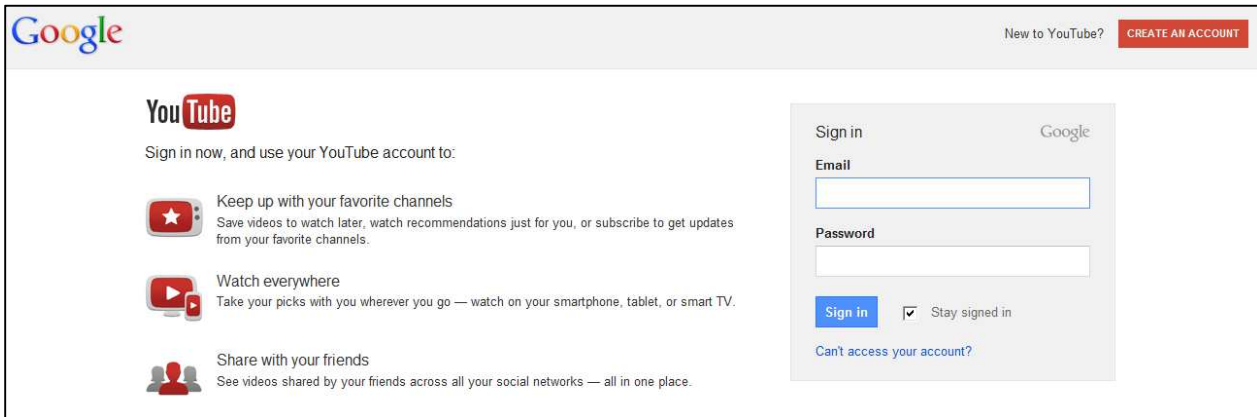 Google
New to YouTube? CREATE AN ACCOUNT
YouTube
Sign in now, and use your YouTube account to:
Keep up with your favorite channels
Save videos to watch later, watch recommendations just for you, or subscribe to get updates
from your favorite channels.
Watch everywhere
Take your picks with you wherever you go — watch on your smartphone, tablet, or smart TV.
Share with your friends
See videos shared by your friends across all your social networks — all in one place.
Sign in Google
Email
Password
Sign in Stay signed in
Can't access your account?